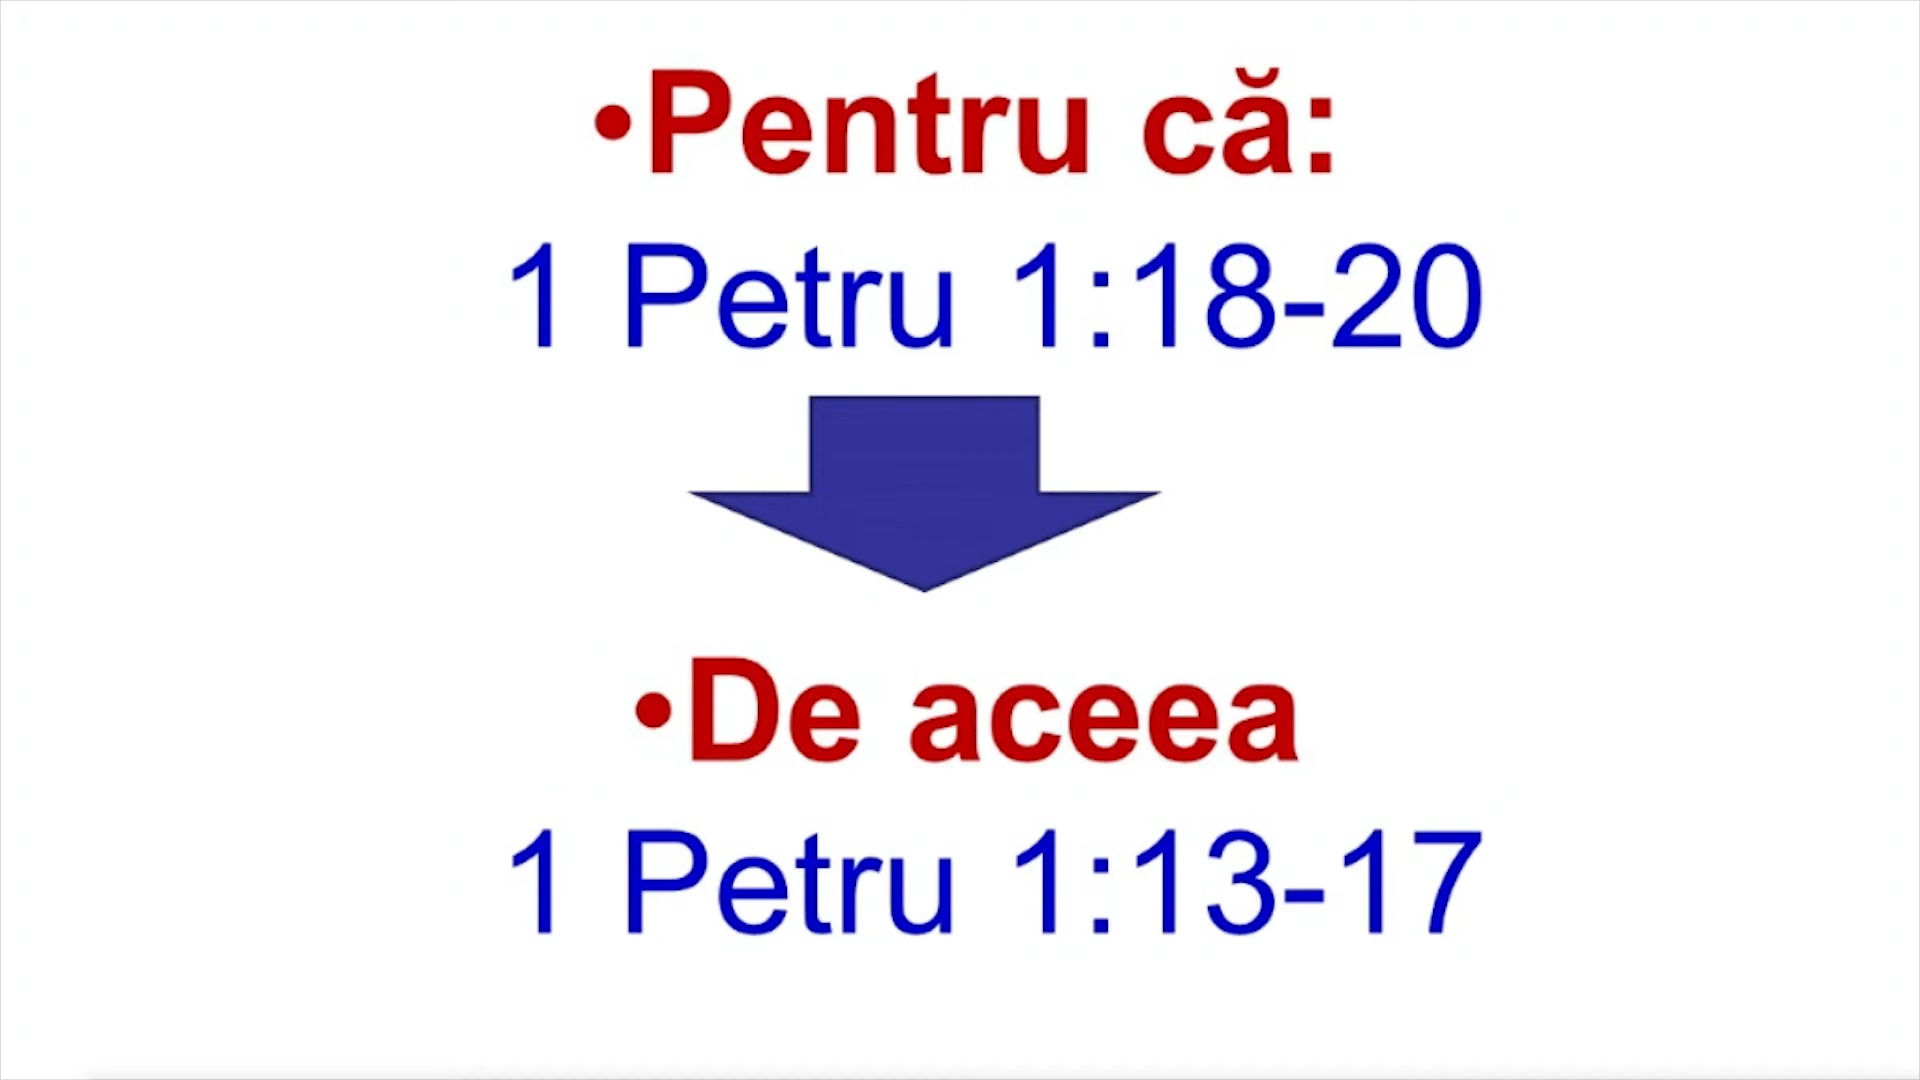 •Pentru că:
1 Petru 1:18-20
•De aceea
1 Petru 1:13-17